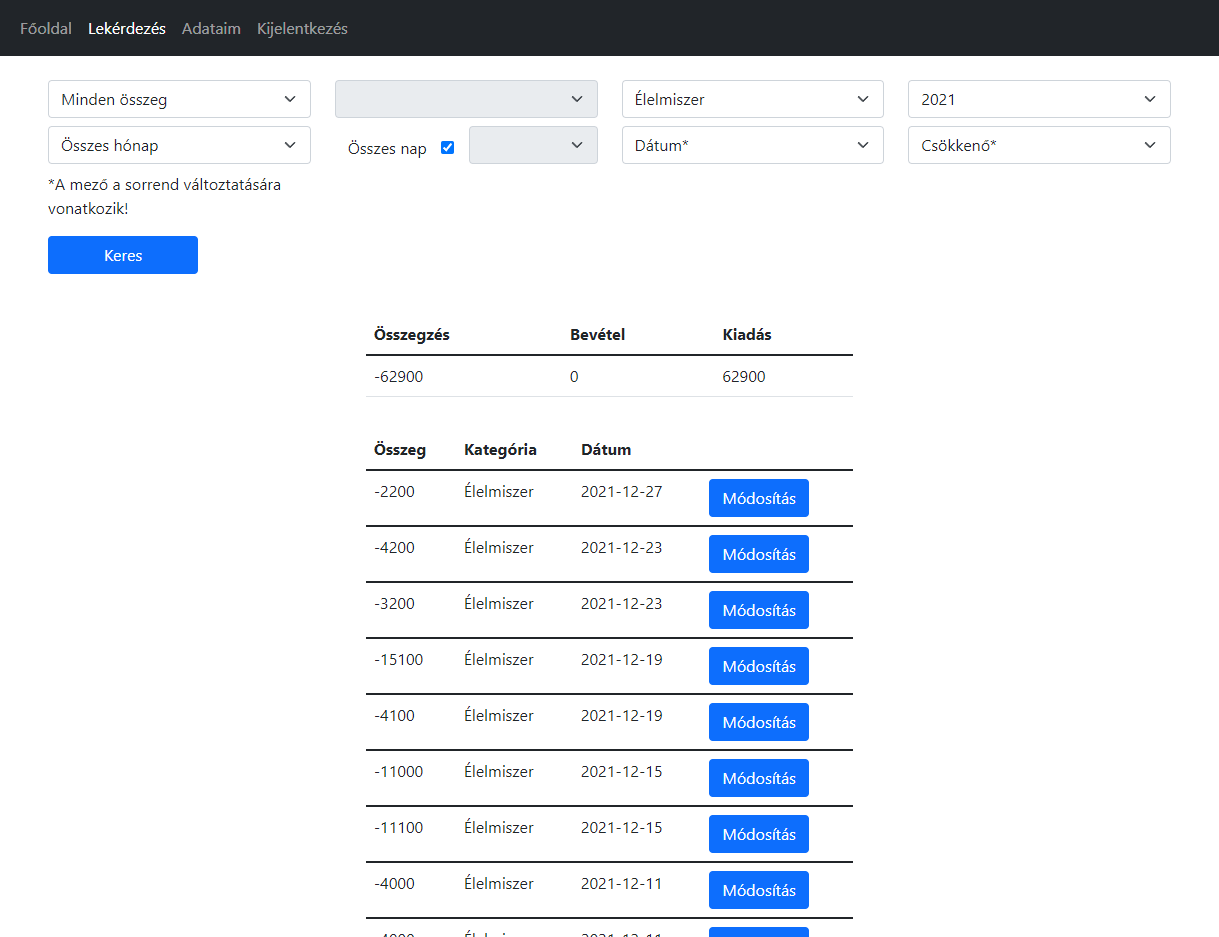 Főoldal Lekérdezés Adataim Kijelentkezés
Minden összeg Élelmiszer 2021
Összes hónap Összes nap Dátum* Csökkenő*
*A mező a sorrend változtatására
vonatkozik!
Keres
Összegzés Bevétel Kiadás
-62900 0 62900
Összeg Kategória Dátum
-2200 Élelmiszer 2021-12-27 Módosítás
-4200 Élelmiszer 2021-12-23 Módosítás
-3200 Élelmiszer 2021-12-23 Módosítás
-15100 Élelmiszer 2021-12-19 Módosítás
-4100 Élelmiszer 2021-12-19 Módosítás
-11000 Élelmiszer 2021-12-15 Módosítás
-11100 Élelmiszer 2021-12-15 Módosítás
-4000 Élelmiszer 2021-12-11 Módosítás